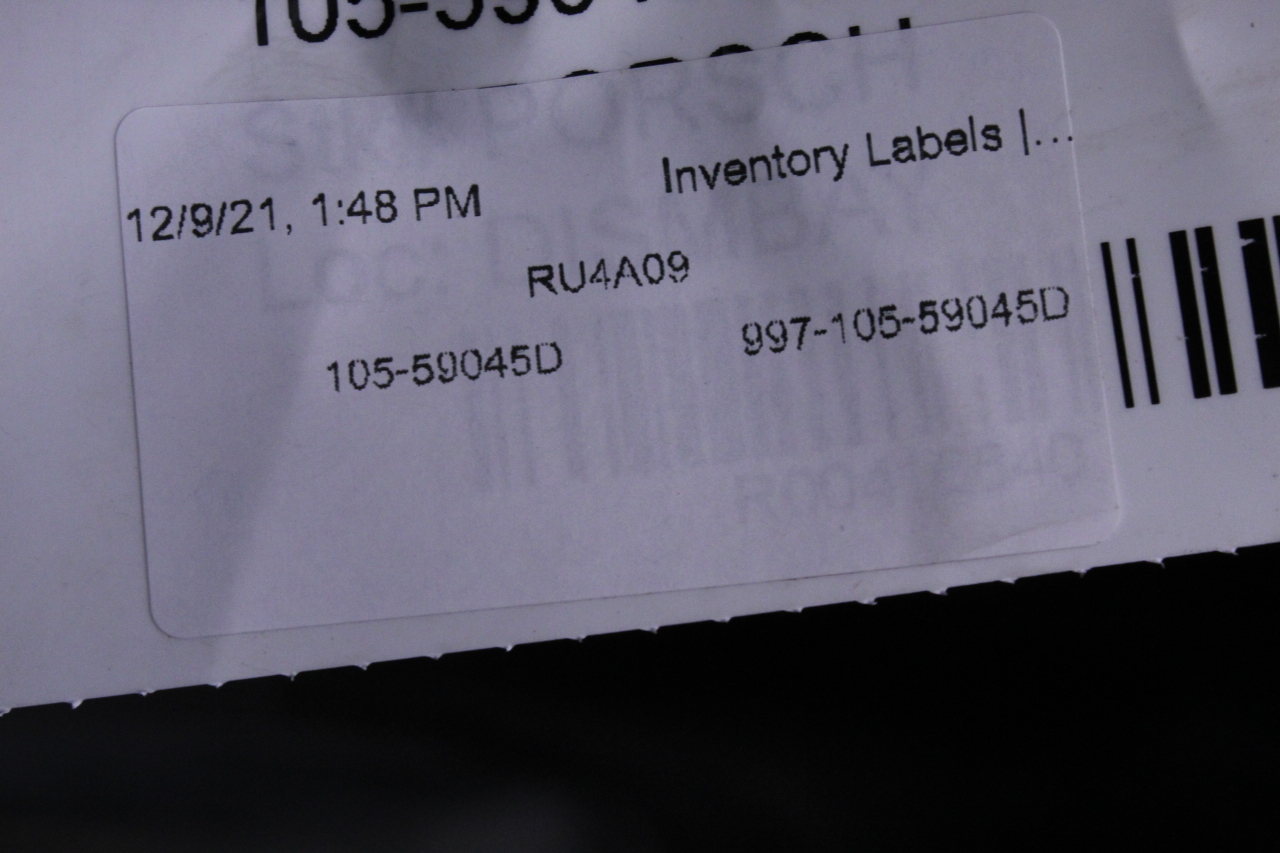 12/9/21, 1:48 PM Inventory Labels |...
RU4A09
105-59045D 997-105-59045D